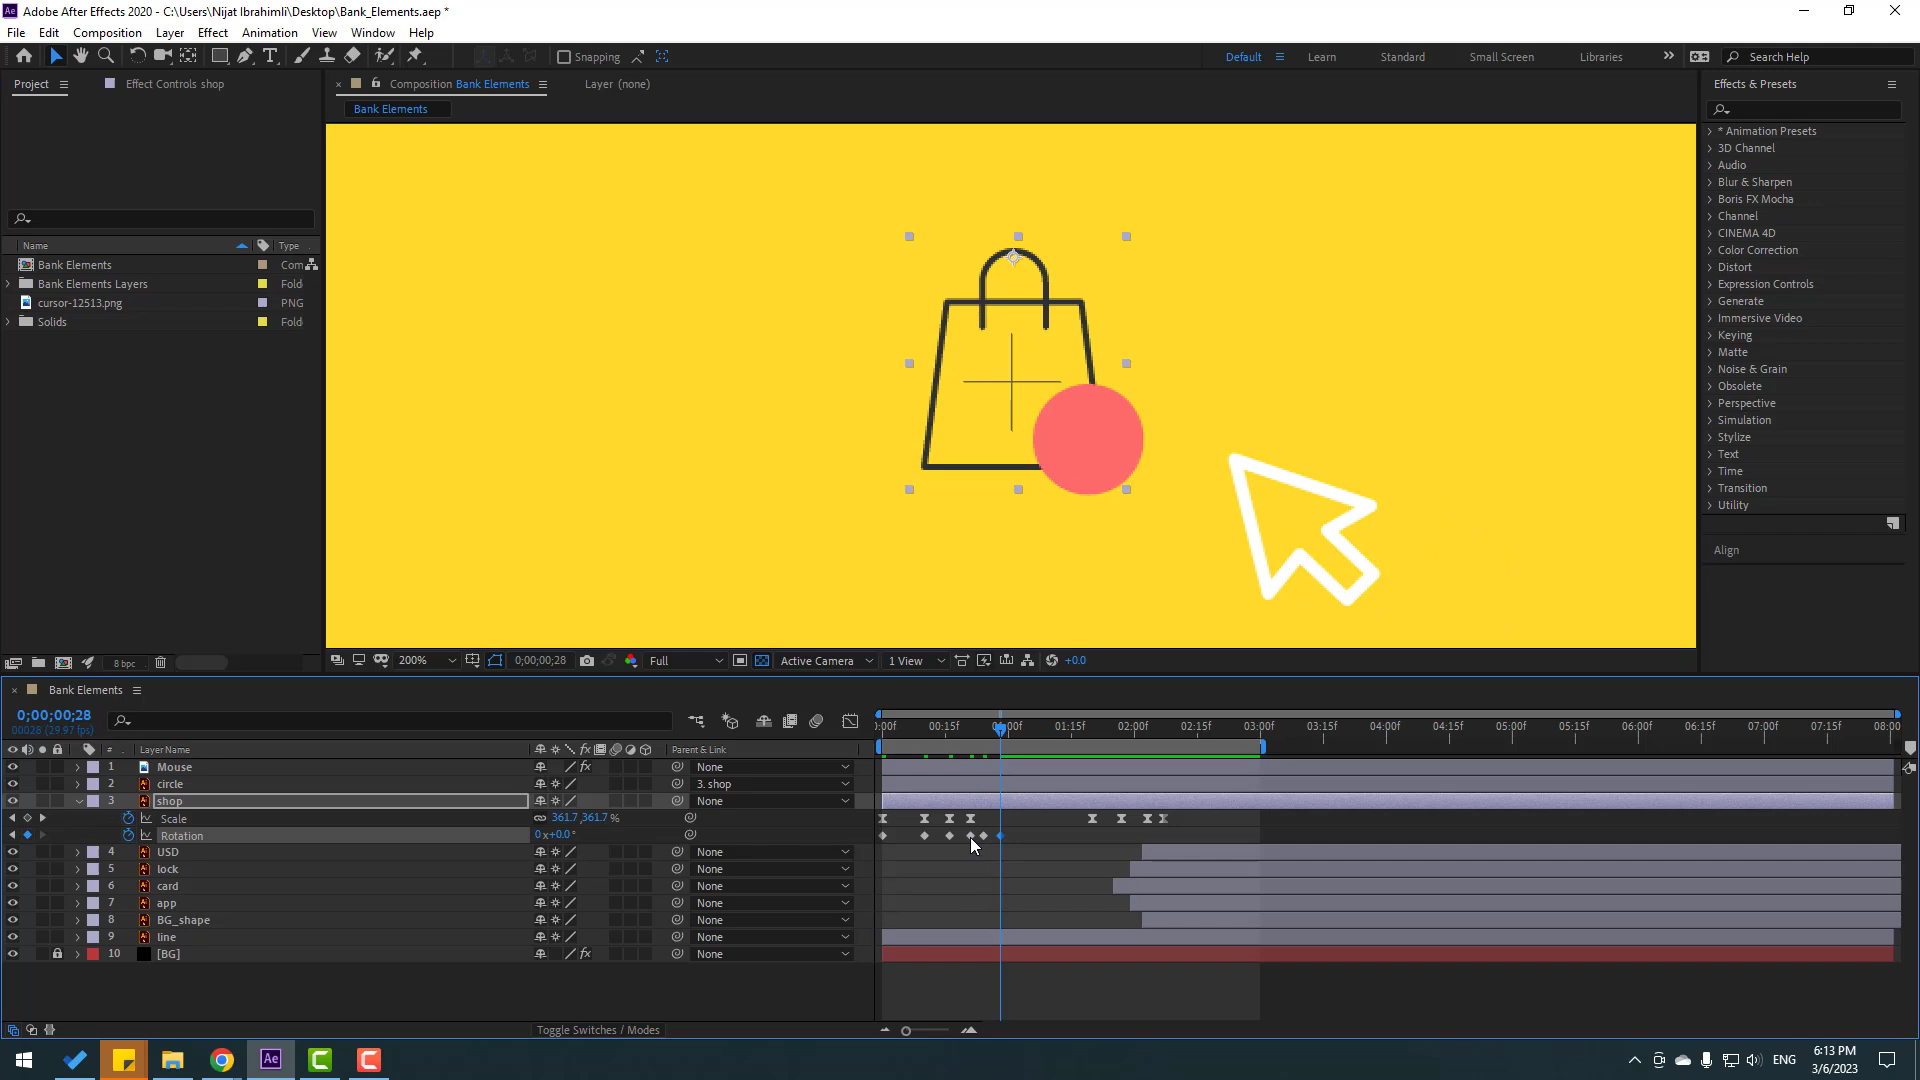 Adobe After Effects 2020 - C:\Users\Nijat Ibrahimli\Desktop\Bank_Elements.aep *
File Edit Composition Layer Effect Animation View Window Help
Snapping Default Learn Standard Small Screen Libraries Search Help
Project Effect Controls shop Composition Bank Elements Layer (none) Effects & Presets
Bank Elements
* Animation Presets
3D Channel
Audio
Blur & Sharpen
Boris FX Mocha
Channel
CINEMA 4D
Color Correction
Distort
Expression Controls
Generate
Immersive Video
Keying
Matte
Noise & Grain
Obsolete
Perspective
Simulation
Stylize
Text
Time
Transition
Utility
Align
Name Type
Bank Elements Com
Bank Elements Layers Fold
cursor-12513.png PNG
Solids Fold
8 bpc
200% 0;00;00;28 Full Active Camera 1 View +0.0
Bank Elements
0;00;00;28
00028 (29.97 fps)
:00f 00:15f 01:00f 01:15f 02:00f 02:15f 03:00f 03:15f 04:00f 04:15f 05:00f 05:15f 06:00f 06:15f 07:00f 07:15f 08:00f
# Layer Name Parent & Link
1 Mouse None
2 circle 3. shop
3 shop None
Scale 361.7,361.7 %
Rotation 0x+0.0°
4 USD None
5 lock None
6 card None
7 app None
8 BG_shape None
9 line None
10 [BG] None
Toggle Switches / Modes
Ae ENG 6:13 PM
3/6/2023